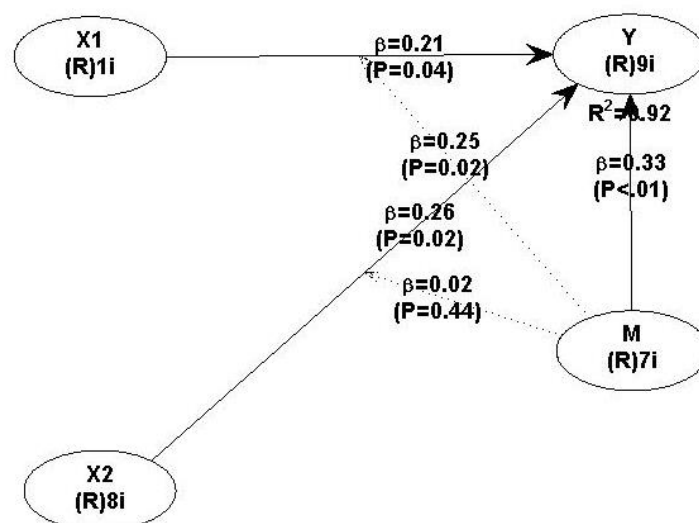 X1
(R)1i
β=0.21
(P=0.04)
Y
(R)9i
R²=0.92
β=0.25
(P=0.02)
β=0.33
(P<.01)
β=0.26
(P=0.02)
β=0.02
(P=0.44)
M
(R)7i
X2
(R)8i